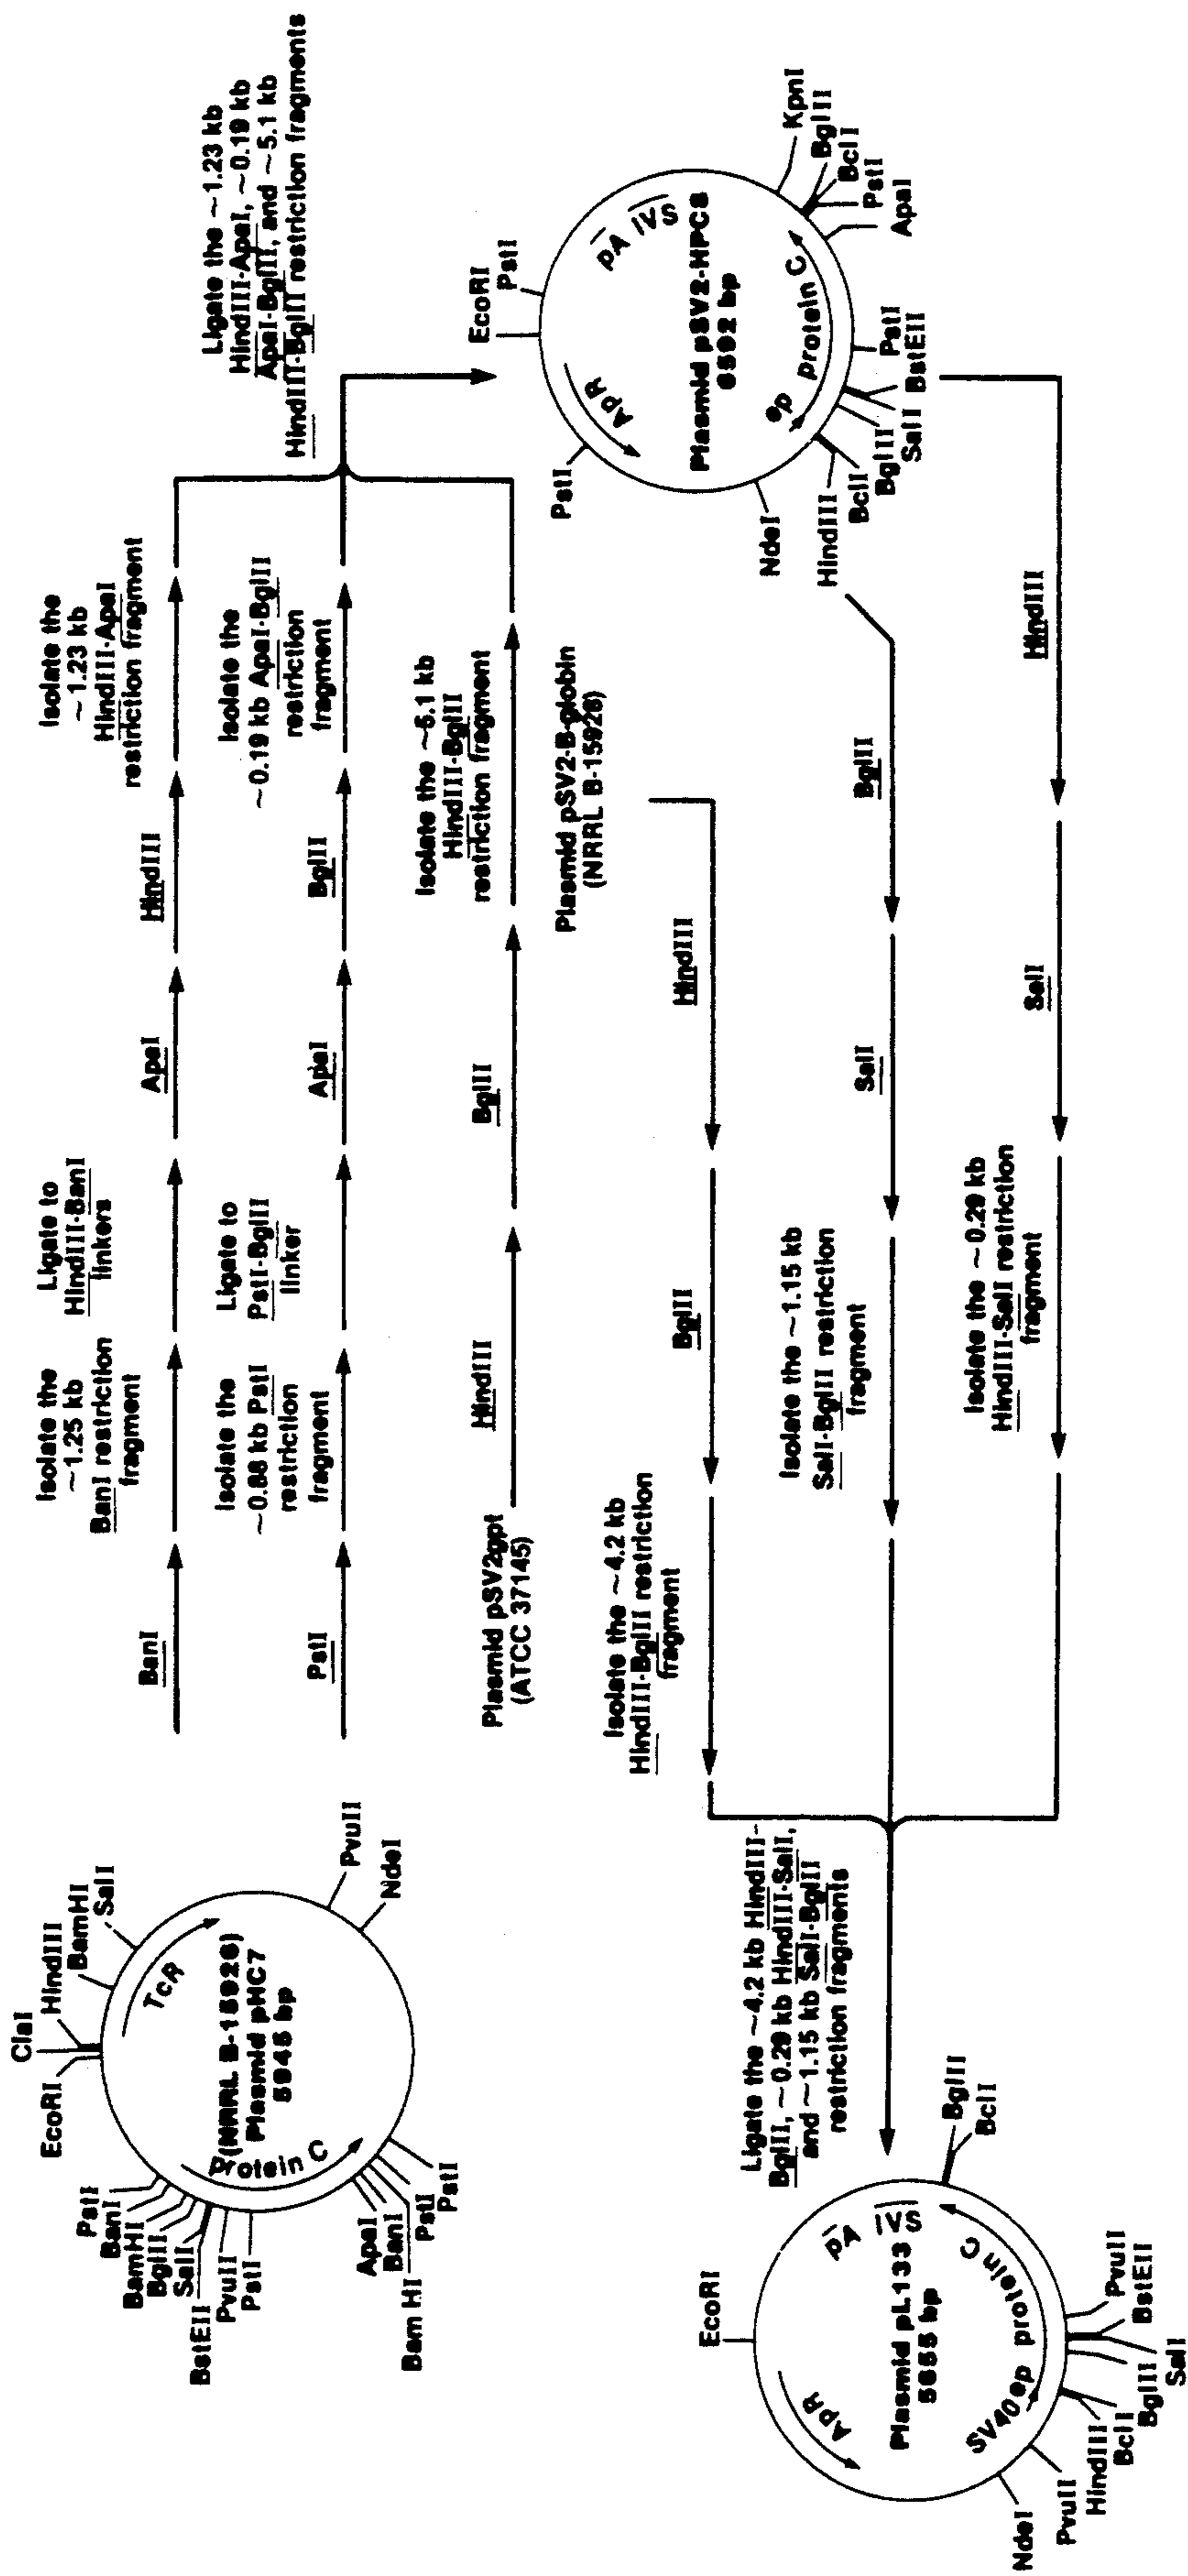 ClaI
EcoRI
HindIII
BamHI
SalI
TcR
(NRRL B-15926)
Plasmid pHC7
5945 bp
Protein C
PvuII
NdeI
PstI
BanI
BamHI
BglII
SalI
BstEII
PvuII
PstI
ApaI
BanI
Bam HI
PstI
PstI
BanI
Isolate the
~1.25 kb
BanI restriction
fragment
Ligate to
HindIII-BanI
linkers
ApaI
HindIII
Isolate the
~1.23 kb
HindIII-ApaI
restriction fragment
PstI
Isolate the
~0.88 kb PstI
restriction
fragment
Ligate to
PstI-BglII
linker
ApaI
BglII
Isolate the
~0.19 kb ApaI-BglII
restriction
fragment
Plasmid pSV2gpt
(ATCC 37145)
HindIII
BglII
Isolate the ~5.1 kb
HindIII-BglII
restriction fragment
Ligate the ~1.23 kb
HindIII-ApaI, ~0.19 kb
ApaI-BglII, and ~5.1 kb
HindIII-BglII restriction fragments
EcoRI
PstI
PstI
ApR
pA
IVS
Plasmid pSV2-HPC8
6592 bp
ep
protein C
KpnI
BglII
BclI
PstI
ApaI
NdeI
HindIII
BclI
BglII
SalI
PstI
BstEII
Plasmid pSV2-B-globin
(NRRL B-15928)
HindIII
BglII
Isolate the ~4.2 kb
HindIII-BglII restriction
fragment
BglII
SalI
Isolate the ~1.15 kb
SalI-BglII restriction
fragment
HindIII
SalI
Isolate the ~0.29 kb
HindIII-SalI restriction
fragment
Ligate the ~4.2 kb HindIII-
BglII, ~0.29 kb HindIII-SalI,
and ~1.15 kb SalI-BglII
restriction fragments
EcoRI
ApR
pA
IVS
Plasmid pL133
5655 bp
SV40 ep
protein C
BglII
BclI
NdeI
PvuII
HindIII
BclI
BglII
SalI
BstEII
PvuII